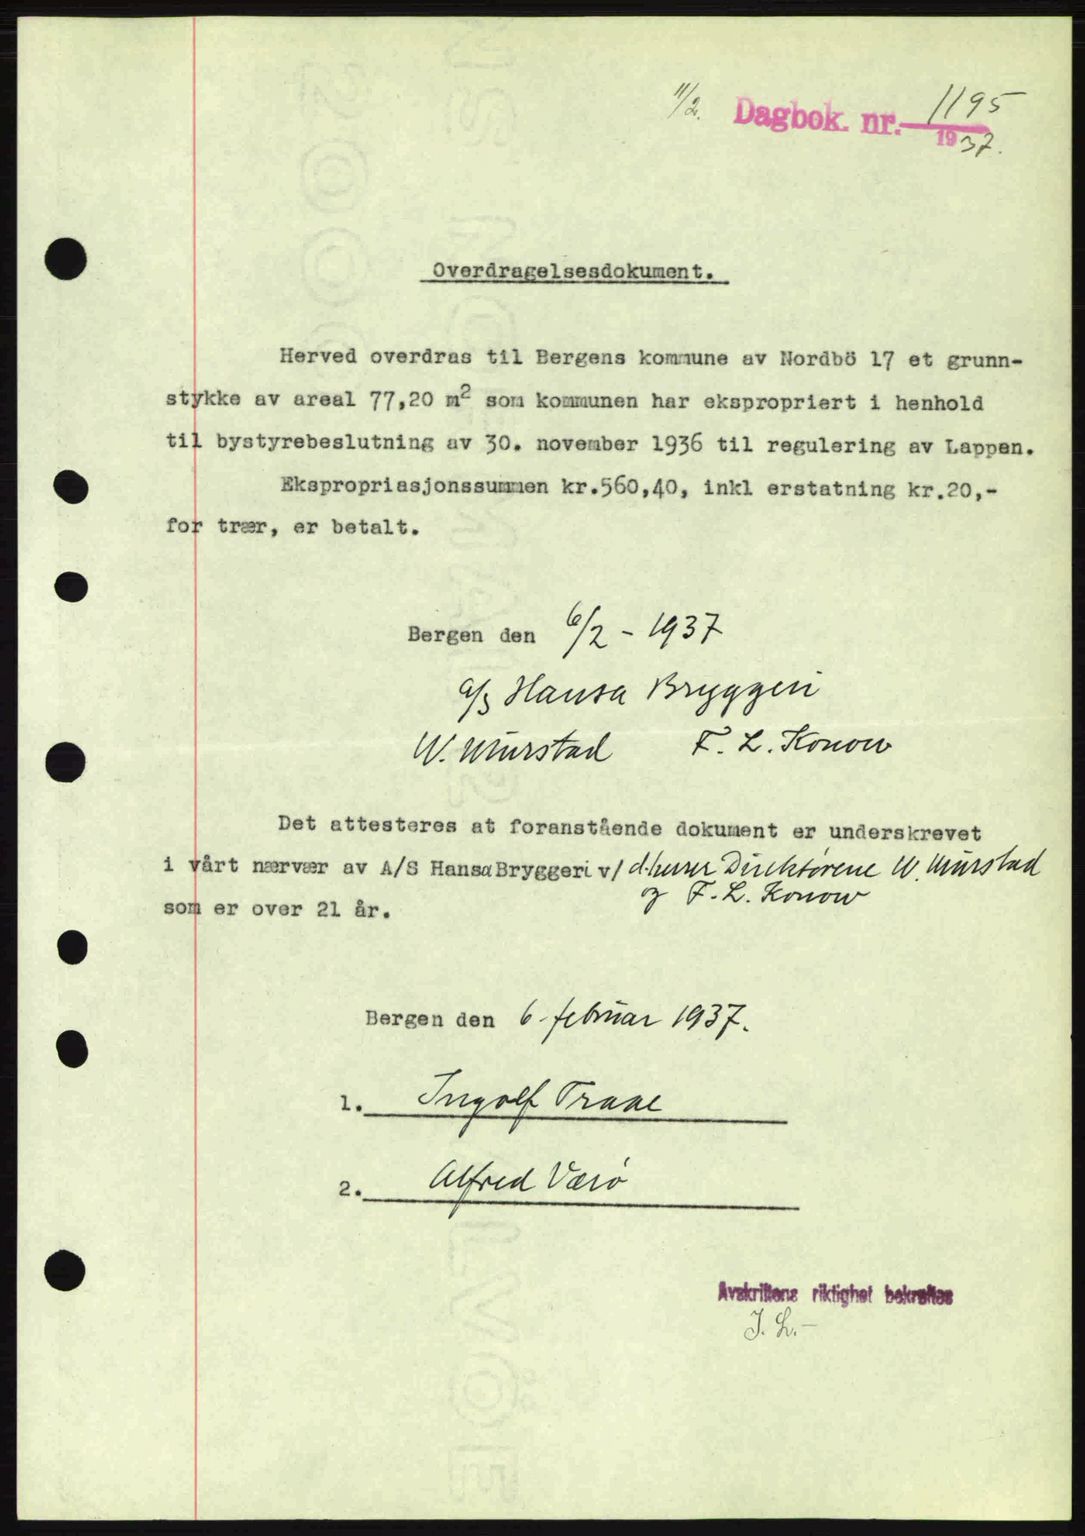 11/2. Dagbok. nr. 1195
1937.
Overdragelsesdokument.
Herved overdras til Bergens kommune av Nordbö 17 et grunn-
stykke av areal 77,20 m² som kommunen har ekspropriert i henhold
til bystyrebeslutning av 30. november 1936 til regulering av Lappen.
Ekspropriasjonssummen kr.560,40, inkl erstatning kr.20,-
for trær, er betalt.
Bergen den 6/2 - 1937
a/s Hansa Bryggeri
W. Mürstad F. L. Konow
Det attesteres at foranstående dokument er underskrevet
i vårt nærvær av A/S Hansa Bryggeri v/ d.herrer Direktörene W. Mürstad
og F. L. Konow
som er over 21 år.
Bergen den 6. februar 1937.
1. Ingolf Traae
2. Alfred Værø
Avskriftens riktighet bekreftes
J. L.-